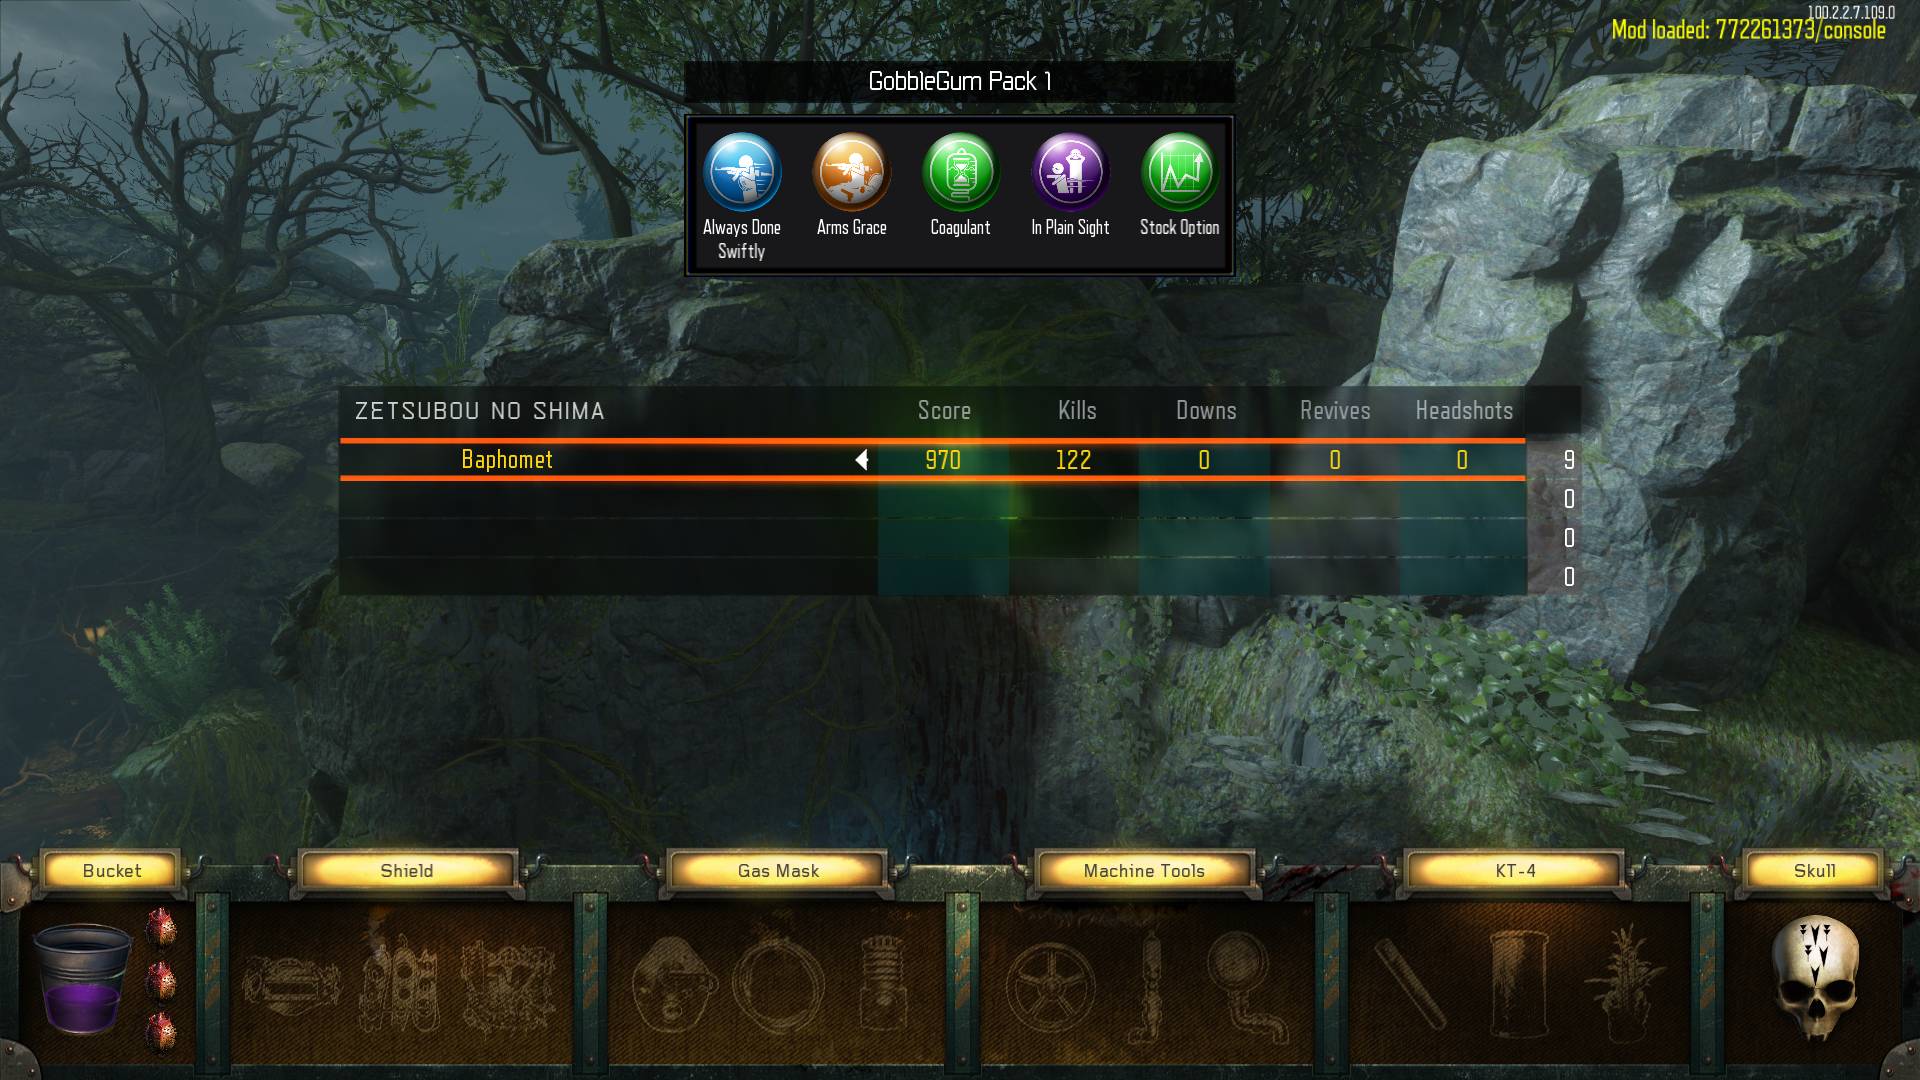 100.2.2.7.109.0
Mod loaded: 772261373/console
GobbleGum Pack 1
Always Done Swiftly
Arms Grace
Coagulant
In Plain Sight
Stock Option
ZETSUBOU NO SHIMA Score Kills Downs Revives Headshots
Baphomet 970 122 0 0 0 9
0
0
0
Bucket Shield Gas Mask Machine Tools KT-4 Skull